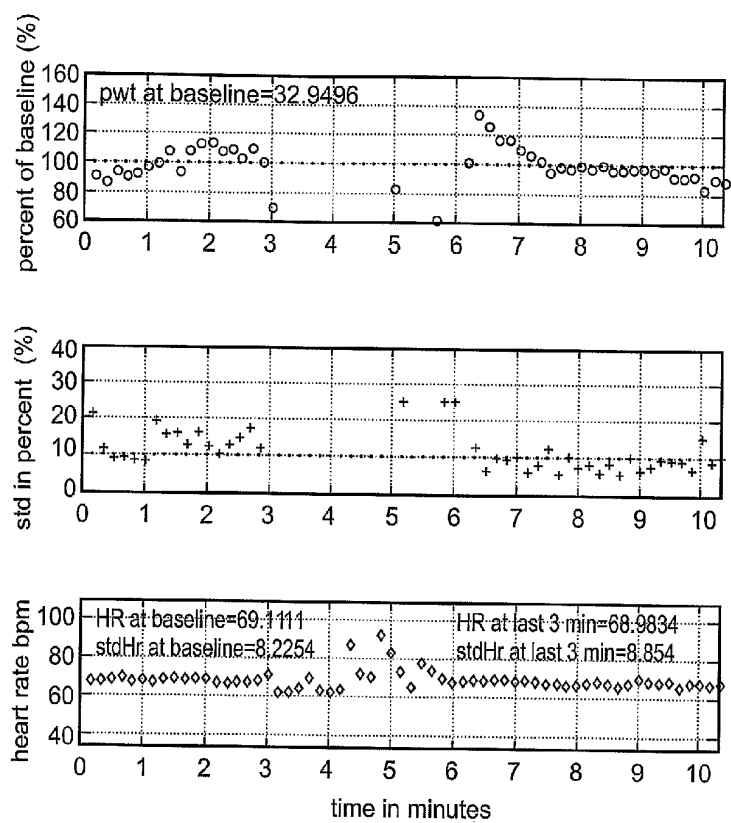 percent of baseline (%)
160
140
120
100
80
60
pwt at baseline=32.9496
0 1 2 3 4 5 6 7 8 9 10
std in percent (%)
40
30
20
10
0
0 1 2 3 4 5 6 7 8 9 10
heart rate bpm
100
80
60
40
HR at baseline=69.1111
stdHr at baseline=8.2254
HR at last 3 min=68.9834
stdHr at last 3 min=8.854
0 1 2 3 4 5 6 7 8 9 10
time in minutes